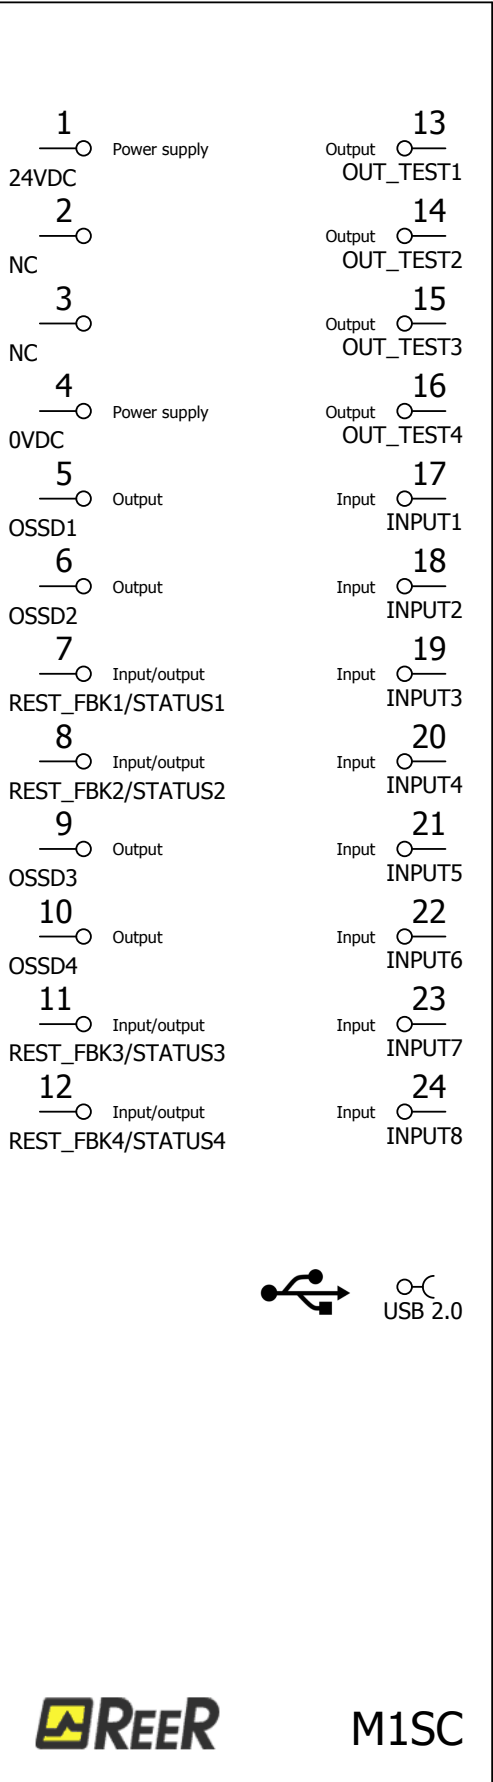 1 13
Power supply Output
24VDC OUT_TEST1
2 14
Output
NC OUT_TEST2
3 15
Output
NC OUT_TEST3
4 16
Power supply Output
0VDC OUT_TEST4
5 17
Output Input
OSSD1 INPUT1
6 18
Output Input
OSSD2 INPUT2
7 19
Input/output Input
REST_FBK1/STATUS1 INPUT3
8 20
Input/output Input
REST_FBK2/STATUS2 INPUT4
9 21
Output Input
OSSD3 INPUT5
10 22
Output Input
OSSD4 INPUT6
11 23
Input/output Input
REST_FBK3/STATUS3 INPUT7
12 24
Input/output Input
REST_FBK4/STATUS4 INPUT8
USB 2.0
REER M1SC